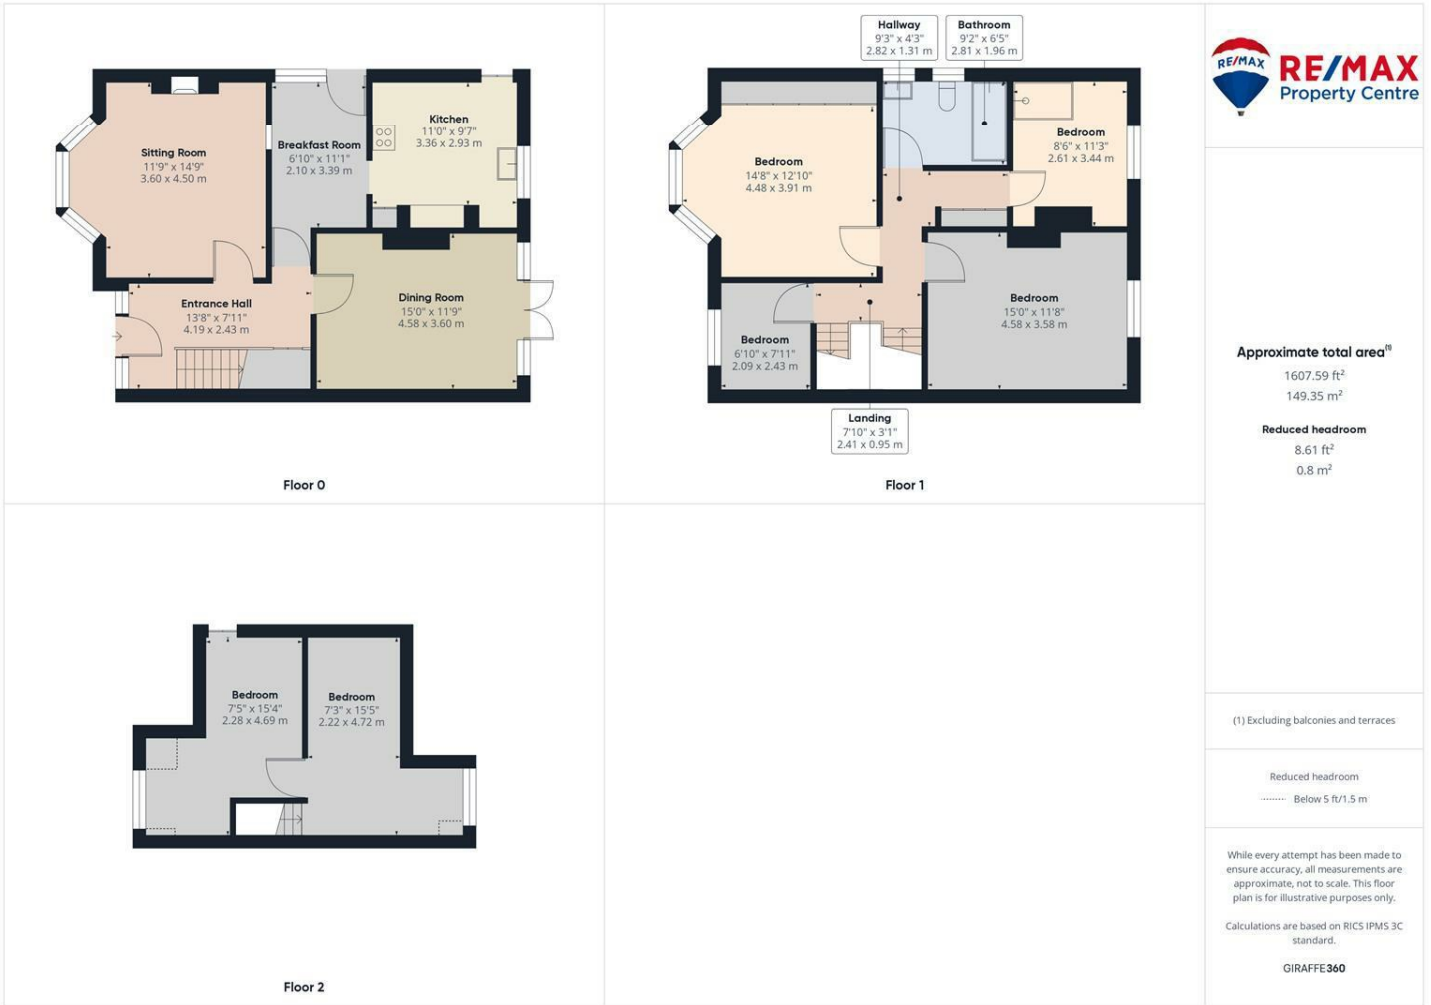 Hallway
9'3" x 4'3"
2.82 x 1.31 m
Bathroom
9'2" x 6'5"
2.81 x 1.96 m
Sitting Room
11'9" x 14'9"
3.60 x 4.50 m
Breakfast Room
6'10" x 11'1"
2.10 x 3.39 m
Kitchen
11'0" x 9'7"
3.36 x 2.93 m
Entrance Hall
13'8" x 7'11"
4.19 x 2.43 m
Dining Room
15'0" x 11'9"
4.58 x 3.60 m
Floor 0
Bedroom
14'8" x 12'10"
4.48 x 3.91 m
Bedroom
8'6" x 11'3"
2.61 x 3.44 m
Bedroom
15'0" x 11'8"
4.58 x 3.58 m
Bedroom
6'10" x 7'11"
2.09 x 2.43 m
Landing
7'10" x 3'1"
2.41 x 0.95 m
Floor 1
Bedroom
7'5" x 15'4"
2.28 x 4.69 m
Bedroom
7'3" x 15'5"
2.22 x 4.72 m
Floor 2
RE/MAX
RE/MAX
Property Centre
Approximate total area⁽¹⁾
1607.59 ft²
149.35 m²
Reduced headroom
8.61 ft²
0.8 m²
(1) Excluding balconies and terraces
Reduced headroom
Below 5 ft/1.5 m
While every attempt has been made to
ensure accuracy, all measurements are
approximate, not to scale. This floor
plan is for illustrative purposes only.
Calculations are based on RICS IPMS 3C
standard.
GIRAFFE360